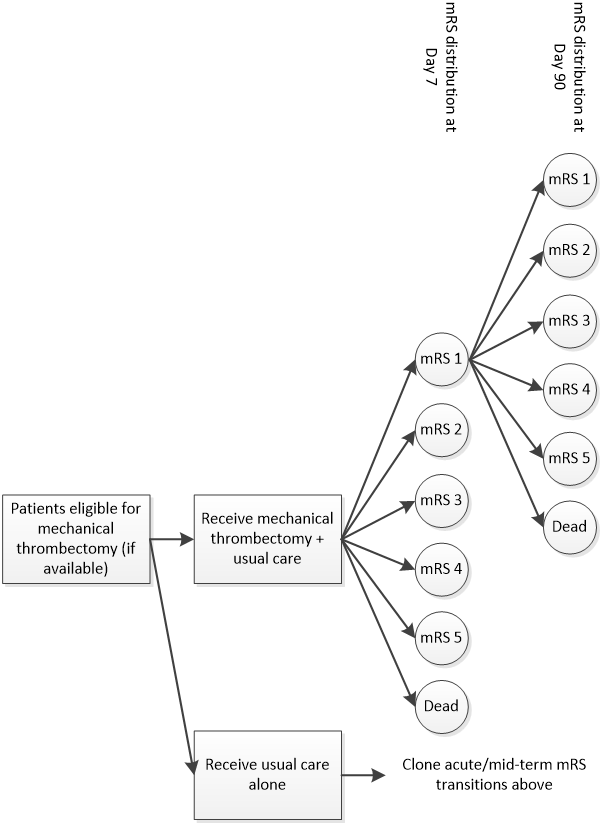 mRS distribution at
Day 7
mRS distribution at
Day 90
mRS 1
mRS 2
mRS 3
mRS 4
mRS 5
Dead
mRS 1
mRS 2
mRS 3
mRS 4
mRS 5
Dead
Patients eligible for
mechanical
thrombectomy (if
available)
Receive mechanical
thrombectomy +
usual care
Receive usual care
alone
Clone acute/mid-term mRS
transitions above